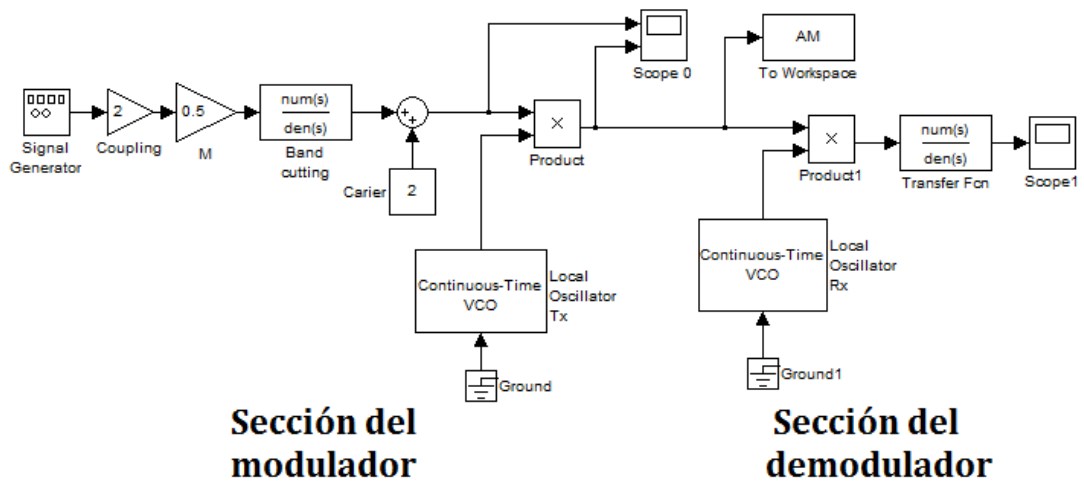 AM
Scope 0
To Workspace
2
0.5
num(s)
den(s)
+
+
×
×
num(s)
den(s)
Signal
Generator
Coupling
M
Band
cutting
Product
Product1
Transfer Fcn
Scope1
Carier
2
Continuous-Time
VCO
Local
Oscillator
Tx
Continuous-Time
VCO
Local
Oscillator
Rx
Ground
Ground1
Sección del
modulador
Sección del
demodulador